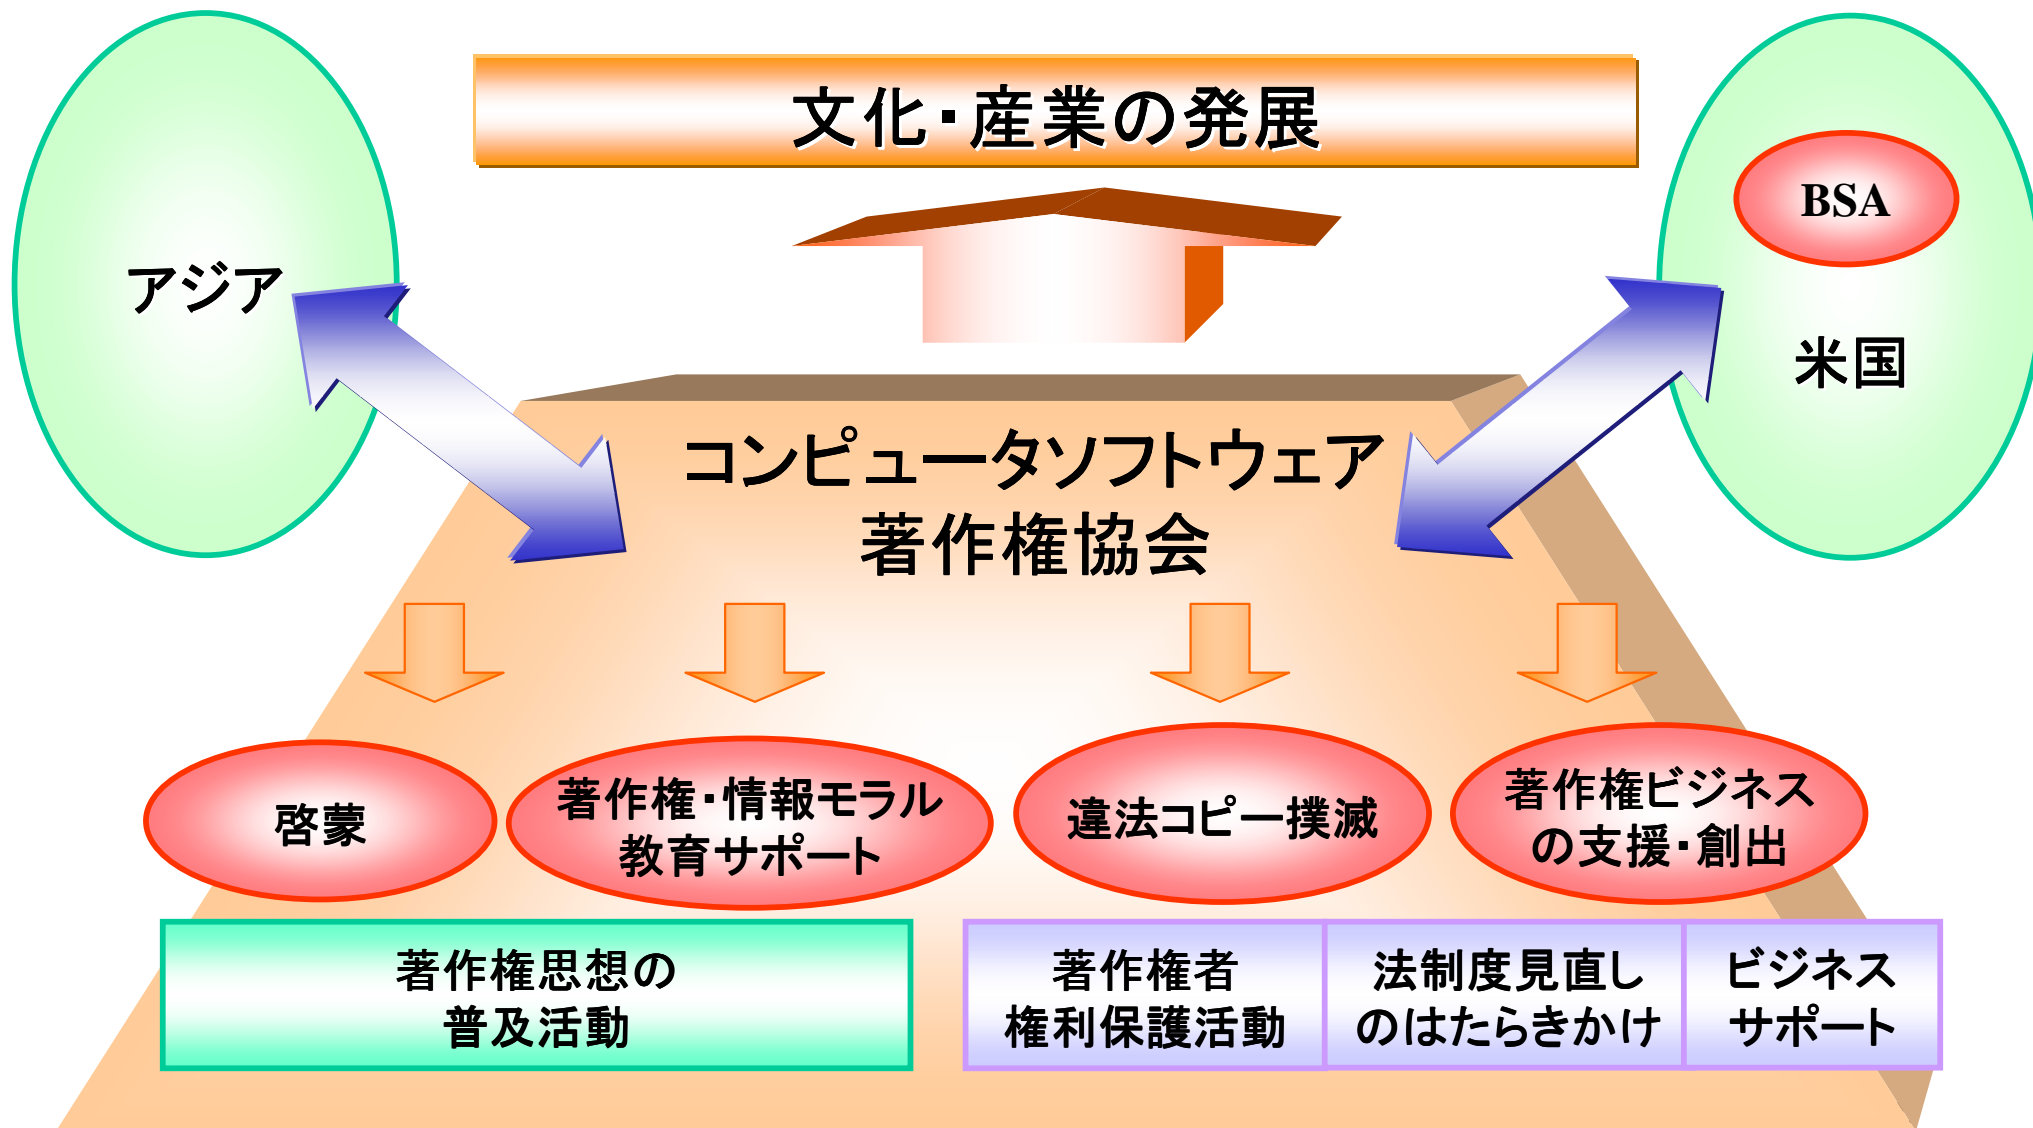 文化・産業の発展
アジア
BSA
米国
コンピュータソフトウェア
著作権協会
啓蒙
著作権・情報モラル
教育サポート
違法コピー撲滅
著作権ビジネス
の支援・創出
著作権思想の
普及活動
著作権者
権利保護活動
法制度見直し
のはたらきかけ
ビジネス
サポート